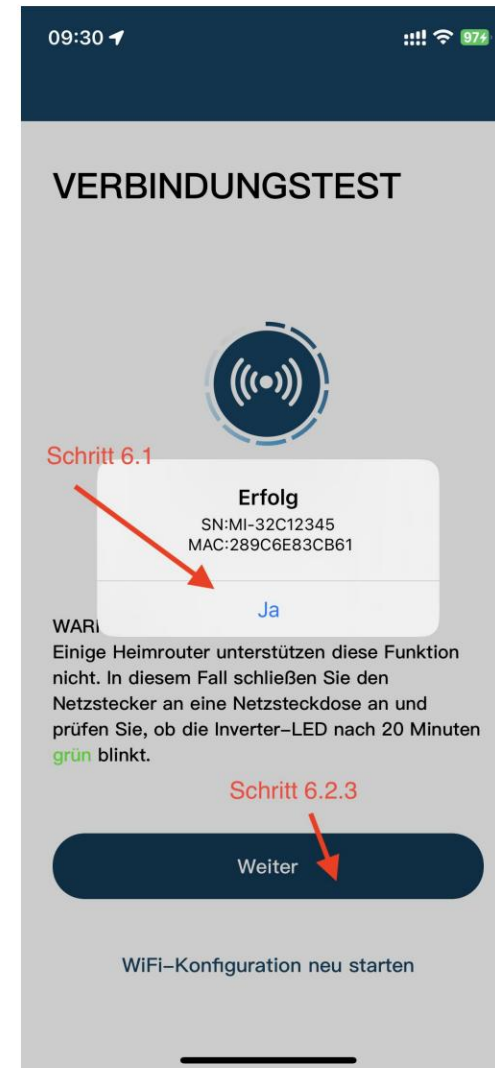 09:30
97
VERBINDUNGSTEST
Schritt 6.1
Erfolg
SN:MI-32C12345
MAC:289C6E83CB61
Ja
Einige Heimrouter unterstützen diese Funktion
nicht. In diesem Fall schließen Sie den
Netzstecker an eine Netzsteckdose an und
prüfen Sie, ob die Inverter-LED nach 20 Minuten
grün blinkt.
Schritt 6.2.3
Weiter
WiFi-Konfiguration neu starten